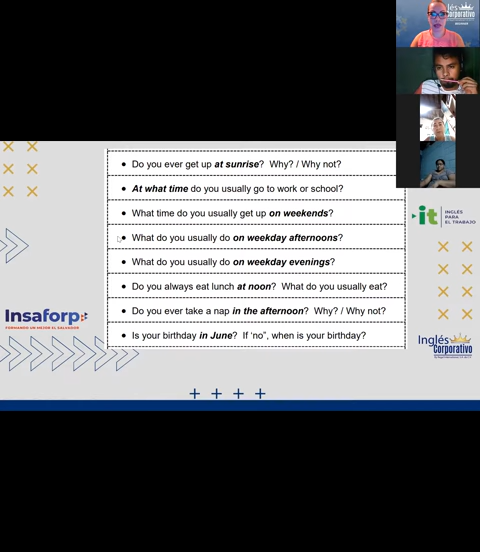 Inglés
Corporativo
• Do you ever get up at sunrise? Why? / Why not?
• At what time do you usually go to work or school?
• What time do you usually get up on weekends?
• What do you usually do on weekday afternoons?
• What do you usually do on weekday evenings?
• Do you always eat lunch at noon? What do you usually eat?
• Do you ever take a nap in the afternoon? Why? / Why not?
• Is your birthday in June? If 'no", when is your birthday?
it
INGLÉS
PARA
EL TRABAJO
Insaforp
FORMANDO UN MEJOR EL SALVADOR
Inglés
Corporativo